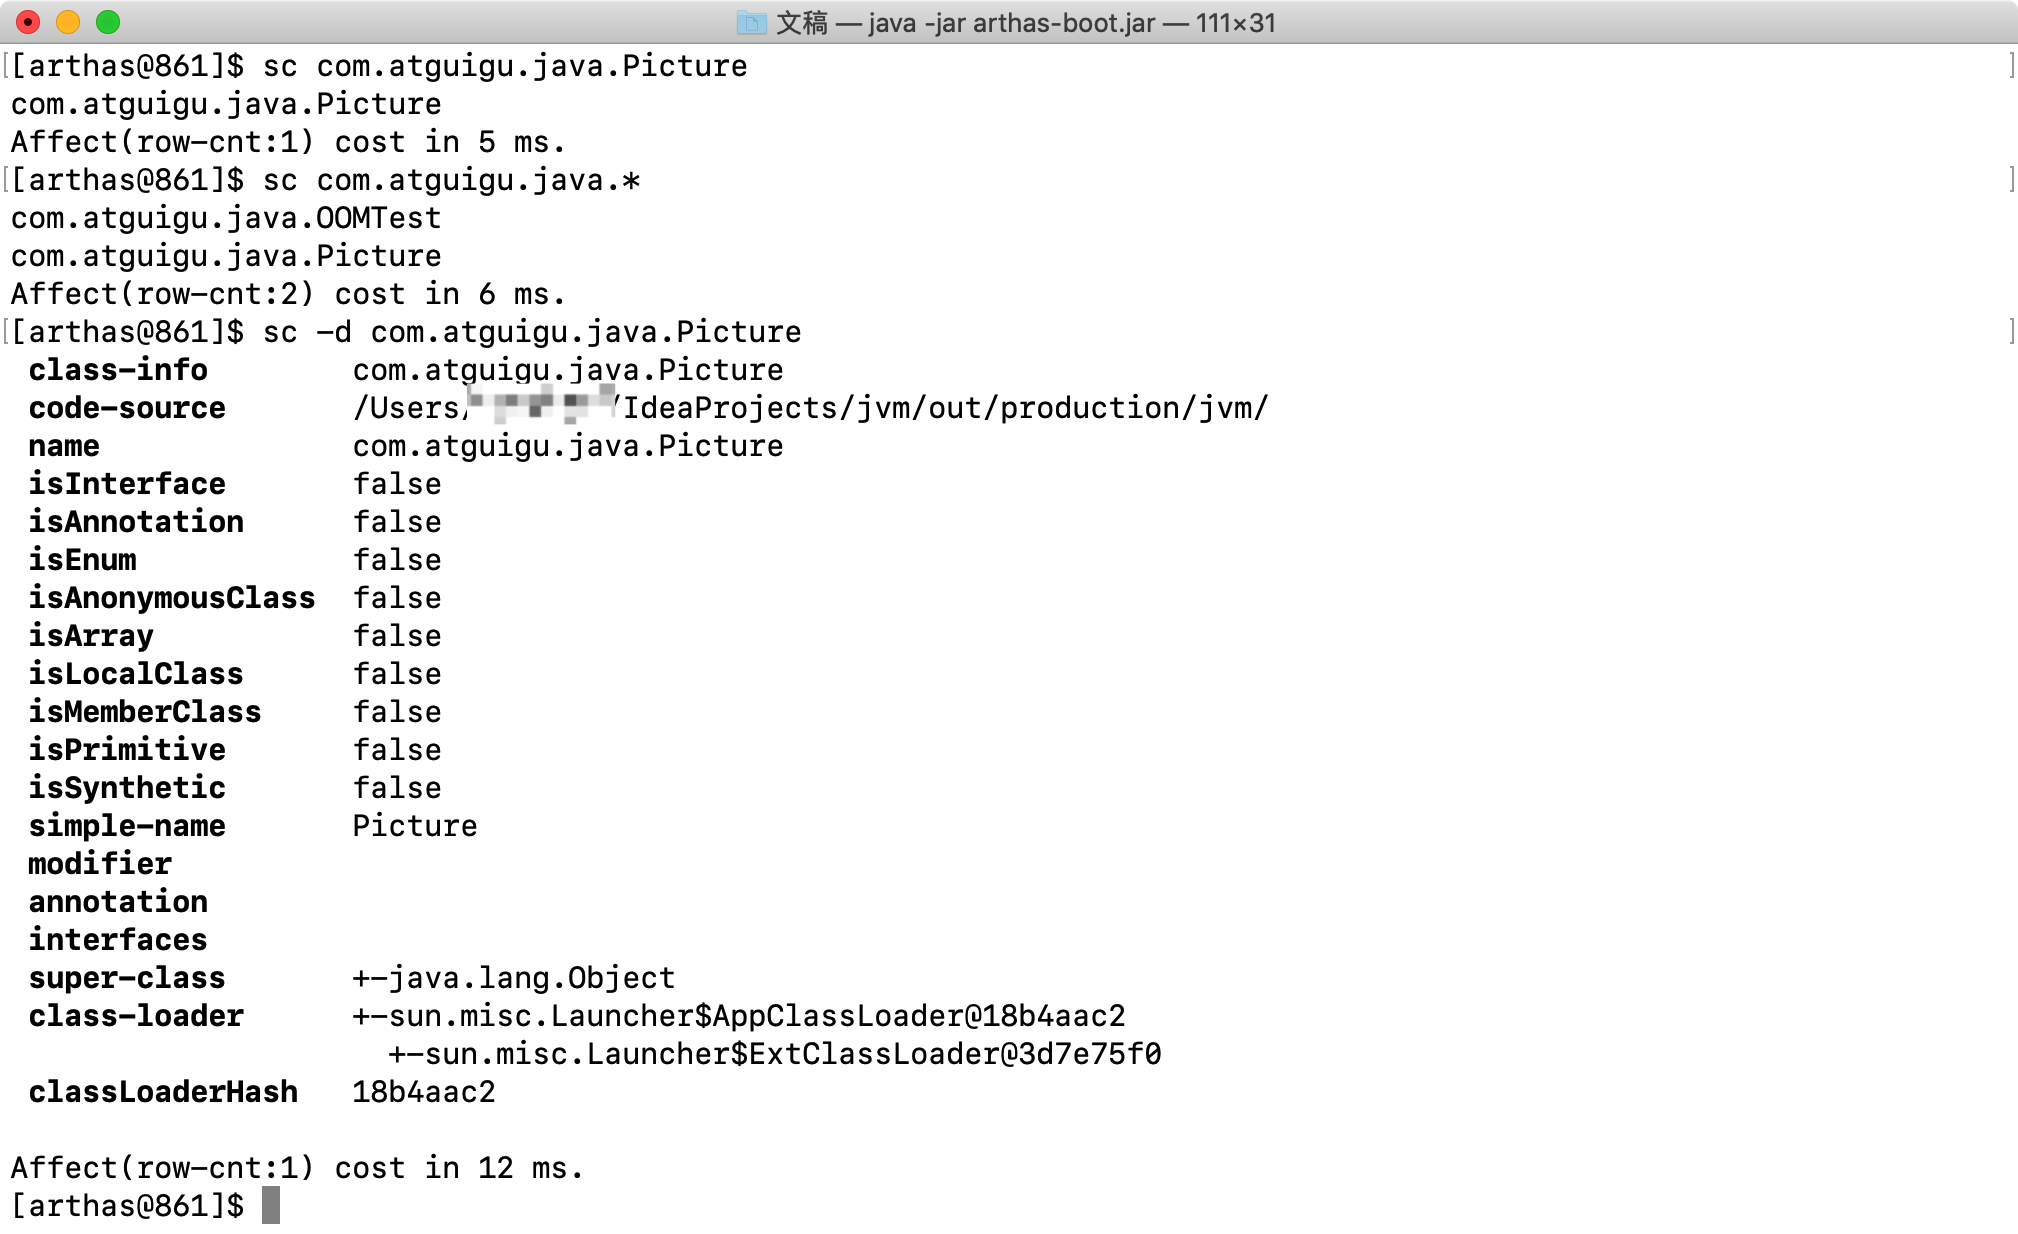 文稿 — java -jar arthas-boot.jar — 111×31
[[arthas@861]$ sc com.atguigu.java.Picture ]
com.atguigu.java.Picture
Affect(row-cnt:1) cost in 5 ms.
[[arthas@861]$ sc com.atguigu.java.* ]
com.atguigu.java.OOMTest
com.atguigu.java.Picture
Affect(row-cnt:2) cost in 6 ms.
[[arthas@861]$ sc -d com.atguigu.java.Picture ]
class-info com.atguigu.java.Picture
code-source /Users/ /IdeaProjects/jvm/out/production/jvm/
name com.atguigu.java.Picture
isInterface false
isAnnotation false
isEnum false
isAnonymousClass false
isArray false
isLocalClass false
isMemberClass false
isPrimitive false
isSynthetic false
simple-name Picture
modifier
annotation
interfaces
super-class +-java.lang.Object
class-loader +-sun.misc.Launcher$AppClassLoader@18b4aac2
+-sun.misc.Launcher$ExtClassLoader@3d7e75f0
classLoaderHash 18b4aac2
Affect(row-cnt:1) cost in 12 ms.
[arthas@861]$